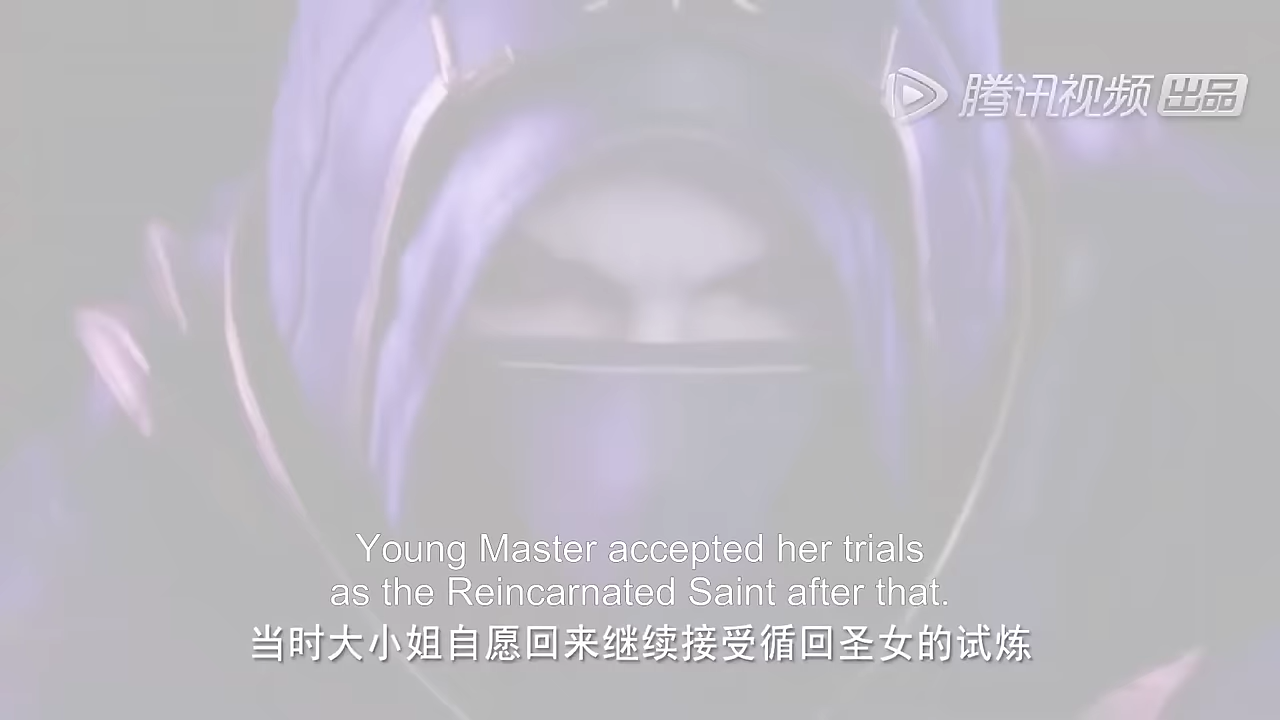 腾讯视频 出品
Young Master accepted her trials
as the Reincarnated Saint after that.
当时大小姐自愿回来继续接受循回圣女的试炼